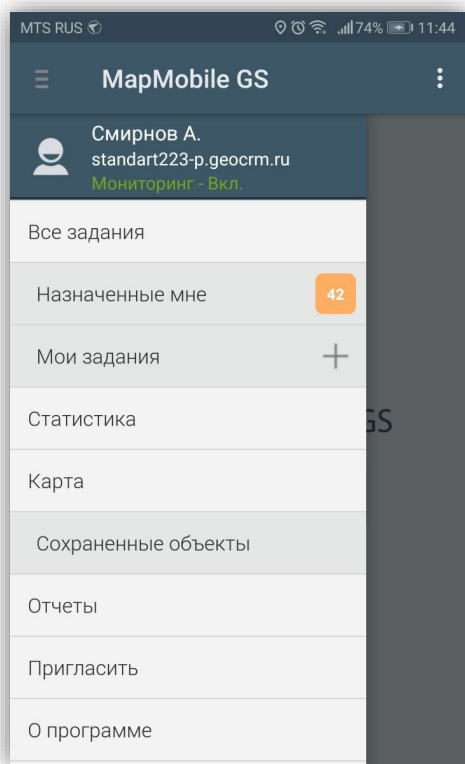 MTS RUS 74% 11:44
MapMobile GS
Смирнов А.
standart223-p.geocrm.ru
Мониторинг - Вкл.
Все задания
Назначенные мне 42
Мои задания
Статистика
GS
Карта
Сохраненные объекты
Отчеты
Пригласить
О программе